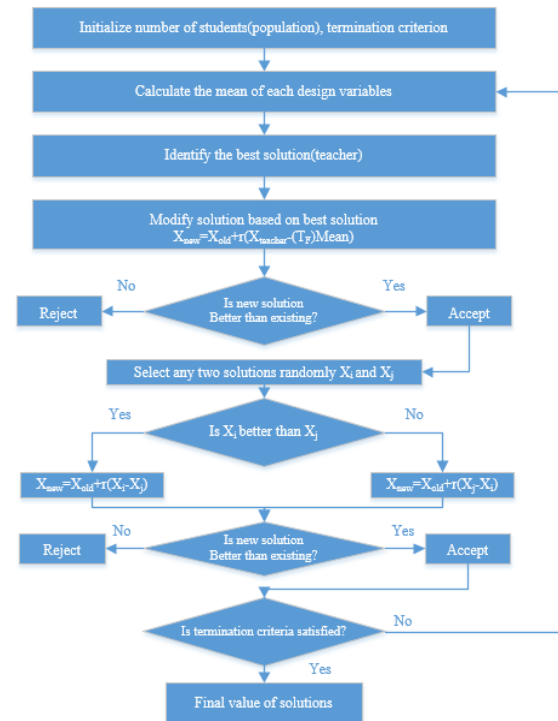 Initialize number of students(population), termination criterion
Calculate the mean of each design variables
Identify the best solution(teacher)
Modify solution based on best solution
Xnew=Xold+r(Xteacher-(TF)Mean)
No
Yes
Reject
Is new solution
Better than existing?
Accept
Select any two solutions randomly Xi and Xj
Yes
No
Is Xi better than Xj
Xnew=Xold+r(Xi-Xj)
Xnew=Xold+r(Xj-Xi)
No
Yes
Reject
Is new solution
Better than existing?
Accept
Is termination criteria satisfied?
No
Yes
Final value of solutions